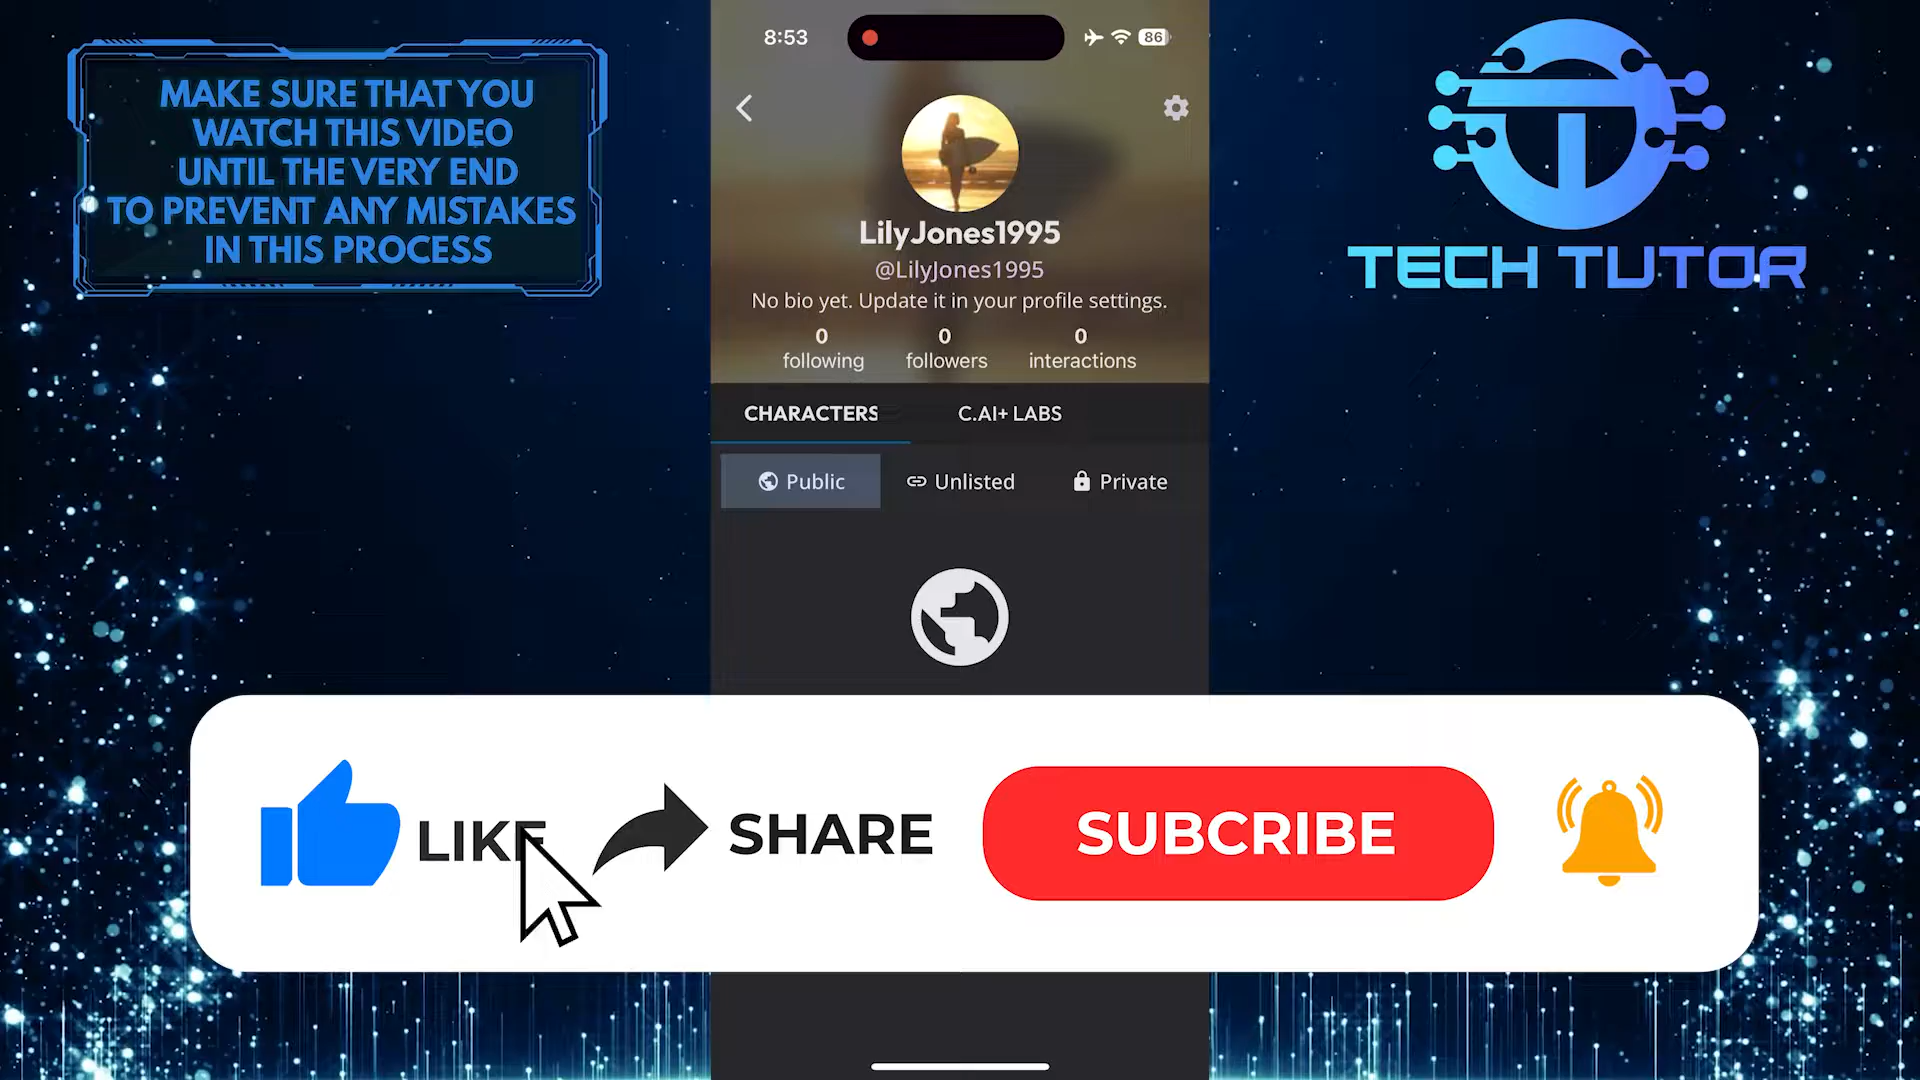 MAKE SURE THAT YOU
WATCH THIS VIDEO
UNTIL THE VERY END
TO PREVENT ANY MISTAKES
IN THIS PROCESS
8:53
86
LilyJones1995
@LilyJones1995
No bio yet. Update it in your profile settings.
0 0 0
following followers interactions
CHARACTERS C.AI+ LABS
Public Unlisted Private
TECH TUTOR
LIKE SHARE SUBCRIBE